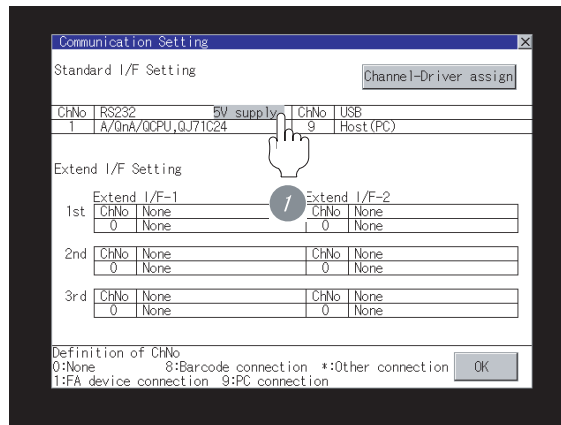 Communication Setting
Standard I/F Setting
Channel-Driver assign
ChNo RS232 5V supply ChNo USB
1 A/QnA/QCPU,QJ71C24 9 Host(PC)
Extend I/F Setting
Extend I/F-1 Extend I/F-2
1st ChNo None ChNo None
0 None 0 None
1
2nd ChNo None ChNo None
0 None 0 None
3rd ChNo None ChNo None
0 None 0 None
Definition of ChNo
0:None 8:Barcode connection *:Other connection OK
1:FA device connection 9:PC connection